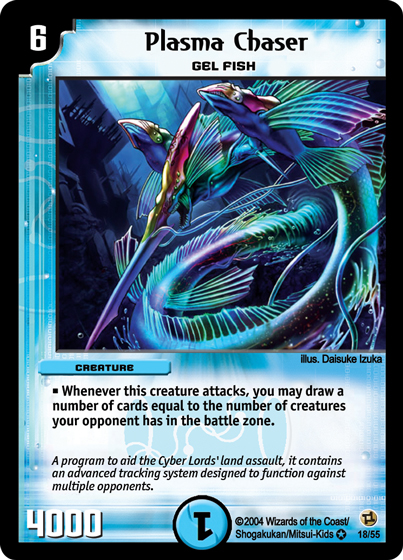 6
Plasma Chaser
GEL FISH
illus. Daisuke Izuka
CREATURE
▪ Whenever this creature attacks, you may draw a
number of cards equal to the number of creatures
your opponent has in the battle zone.
A program to aid the Cyber Lords' land assault, it contains
an advanced tracking system designed to function against
multiple opponents.
4000
1
©2004 Wizards of the Coast/
Shogakukan/Mitsui-Kids ✪ 18/55